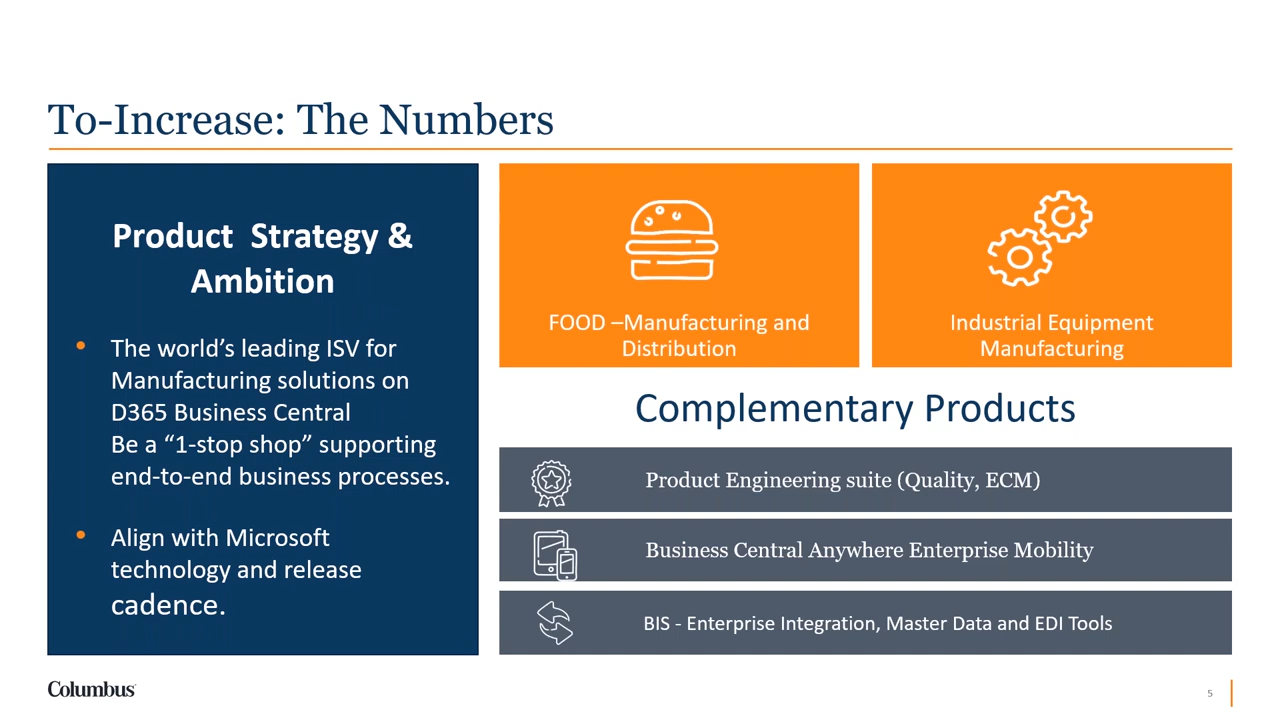 To-Increase: The Numbers
Product Strategy &
Ambition
• The world’s leading ISV for
Manufacturing solutions on
D365 Business Central
Be a “1-stop shop” supporting
end-to-end business processes.
• Align with Microsoft
technology and release
cadence.
FOOD –Manufacturing and
Distribution
Industrial Equipment
Manufacturing
Complementary Products
Product Engineering suite (Quality, ECM)
Business Central Anywhere Enterprise Mobility
BIS - Enterprise Integration, Master Data and EDI Tools
Columbus
5